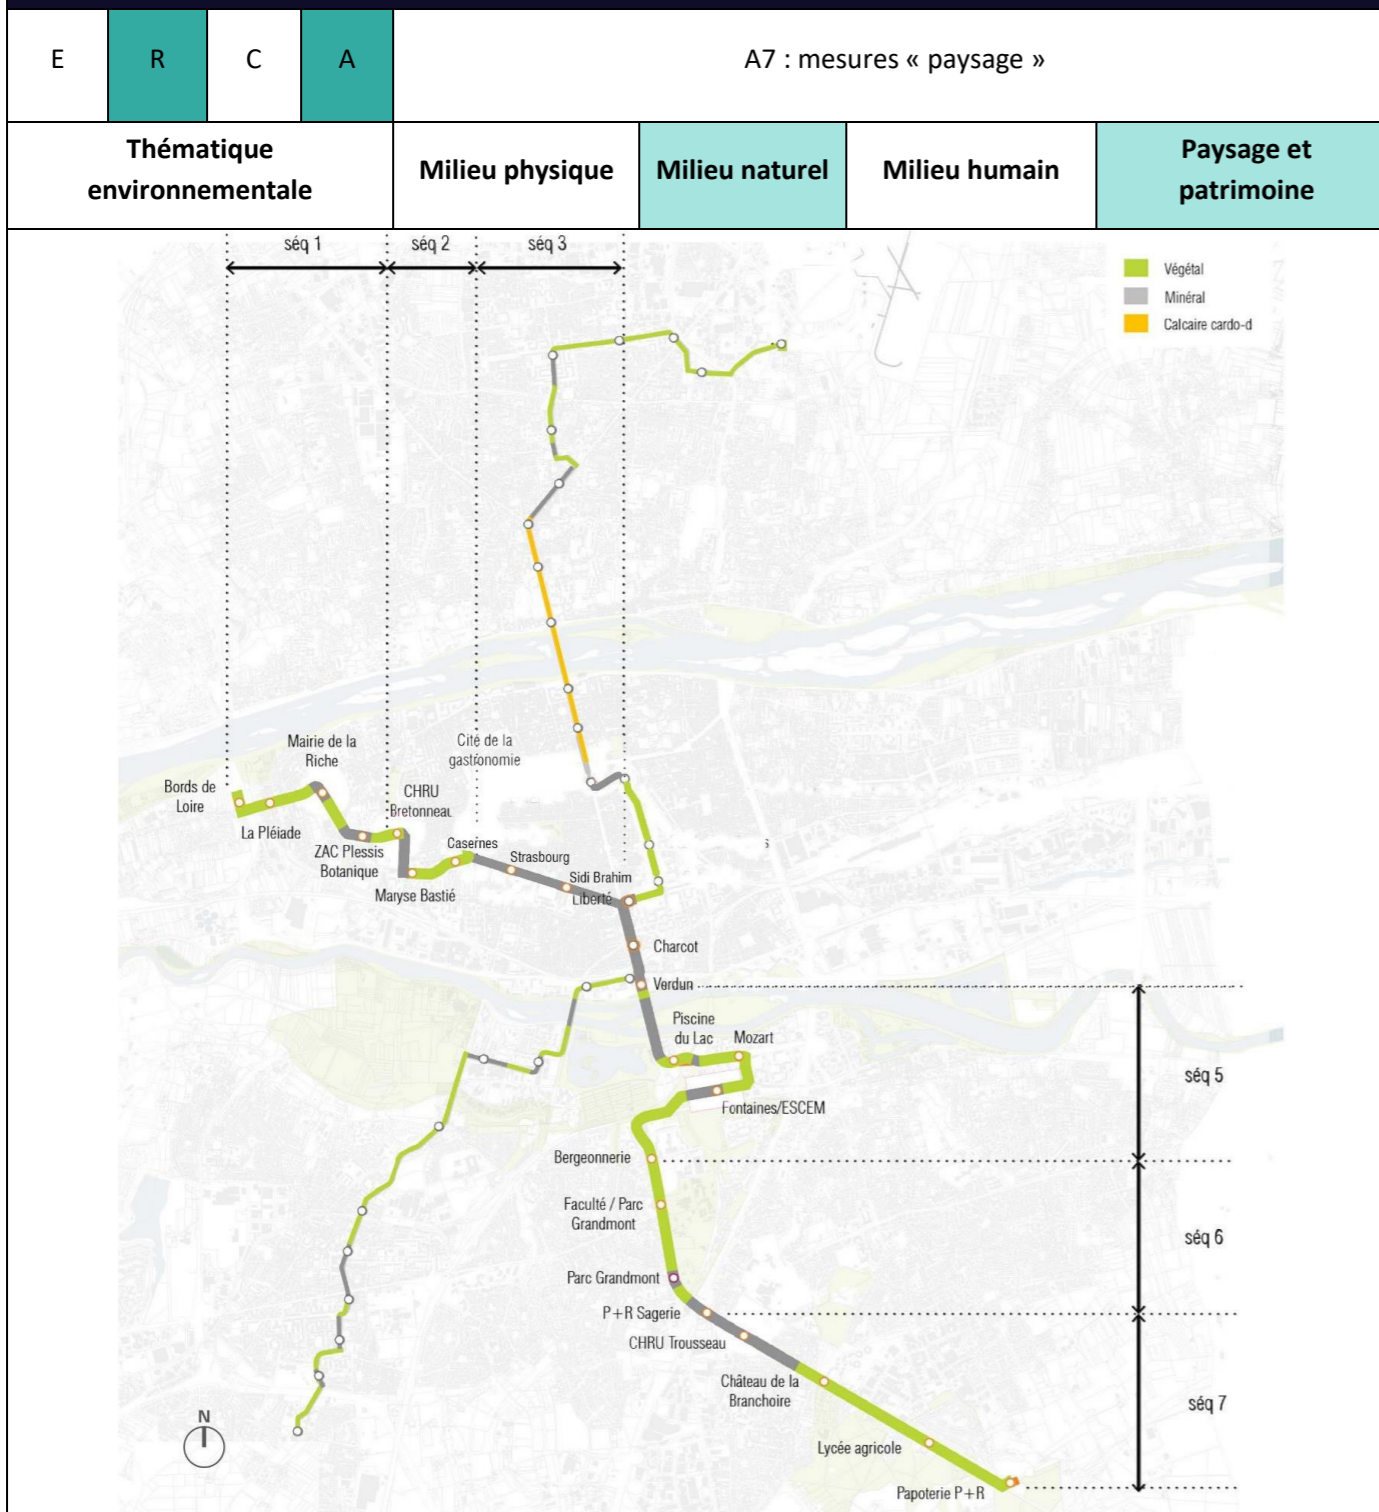 E R C A A7 : mesures « paysage »
Thématique
environnementale
Milieu physique
Milieu naturel
Milieu humain
Paysage et
patrimoine
séq 1
séq 2
séq 3
Végétal
Minéral
Calcaire cardo-d
Mairie de la
Riche
Cité de la
gastronomie
Bords de
Loire
CHRU
Bretonneau
La Pléiade
ZAC Plessis
Botanique
Casernes
Strasbourg
Maryse Bastié
Sidi Brahim
Liberté
s
Charcot
Verdun
Piscine
du Lac
Mozart
séq 5
Fontaines/ESCEM
Bergeonnerie
Faculté / Parc
Grandmont
séq 6
Parc Grandmont
P+R Sagerie
CHRU Trousseau
Château de la
Branchoire
séq 7
N
Lycée agricole
Papoterie P+R